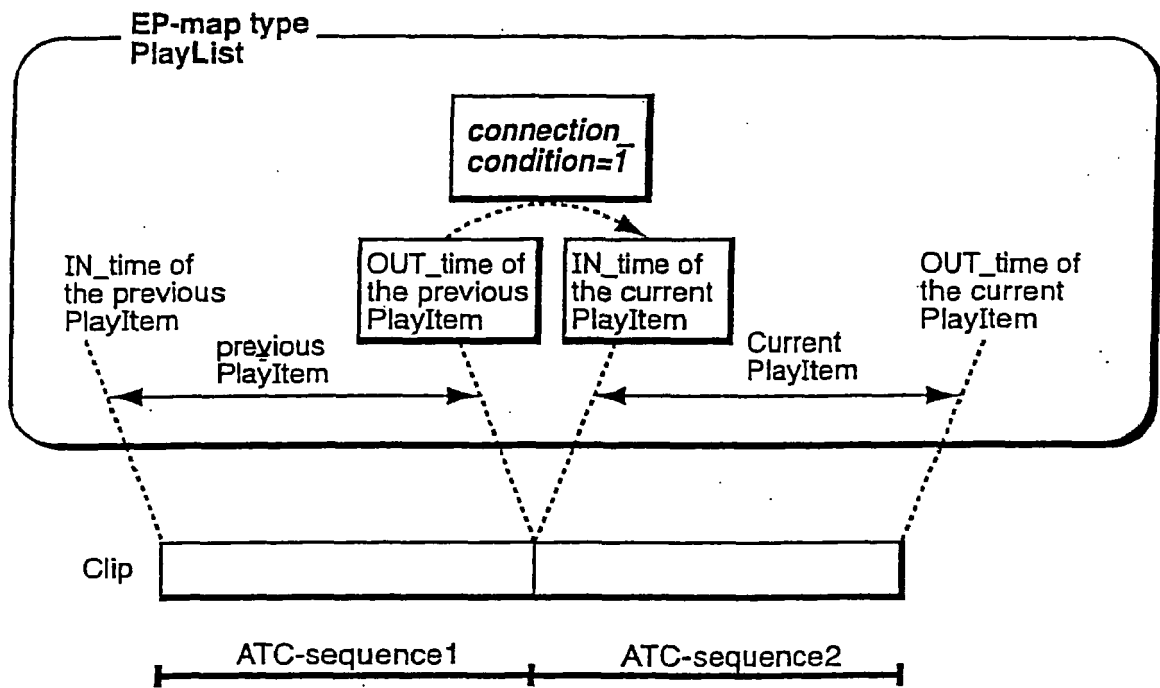 EP-map type
PlayList
connection_
condition=1
IN_time of
the previous
PlayItem
OUT_time of
the previous
PlayItem
IN_time of
the current
PlayItem
OUT_time of
the current
PlayItem
previous
PlayItem
Current
PlayItem
Clip
ATC-sequence1
ATC-sequence2